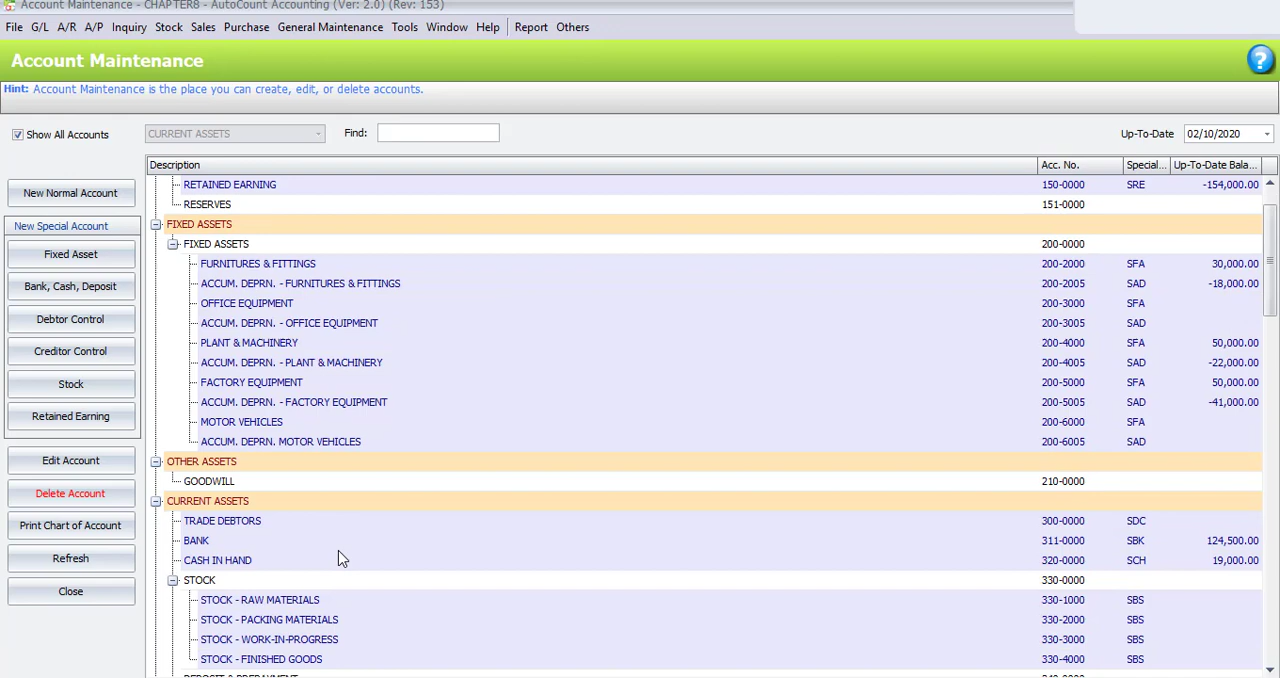 Account Maintenance - CHAPTER8 - AutoCount Accounting (Ver: 2.0) (Rev: 153)
File G/L A/R A/P Inquiry Stock Sales Purchase General Maintenance Tools Window Help Report Others
Account Maintenance
?
Hint: Account Maintenance is the place you can create, edit, or delete accounts.
Show All Accounts CURRENT ASSETS Find: Up-To-Date 02/10/2020
New Normal Account
New Special Account
Fixed Asset
Bank, Cash, Deposit
Debtor Control
Creditor Control
Stock
Retained Earning
Edit Account
Delete Account
Print Chart of Account
Refresh
Close
Description Acc. No. Special... Up-To-Date Bala...
RETAINED EARNING 150-0000 SRE -154,000.00
RESERVES 151-0000
FIXED ASSETS
FIXED ASSETS 200-0000
FURNITURES & FITTINGS 200-2000 SFA 30,000.00
ACCUM. DEPRN. - FURNITURES & FITTINGS 200-2005 SAD -18,000.00
OFFICE EQUIPMENT 200-3000 SFA
ACCUM. DEPRN. - OFFICE EQUIPMENT 200-3005 SAD
PLANT & MACHINERY 200-4000 SFA 50,000.00
ACCUM. DEPRN. - PLANT & MACHINERY 200-4005 SAD -22,000.00
FACTORY EQUIPMENT 200-5000 SFA 50,000.00
ACCUM. DEPRN. - FACTORY EQUIPMENT 200-5005 SAD -41,000.00
MOTOR VEHICLES 200-6000 SFA
ACCUM. DEPRN. MOTOR VEHICLES 200-6005 SAD
OTHER ASSETS
GOODWILL 210-0000
CURRENT ASSETS
TRADE DEBTORS 300-0000 SDC
BANK 311-0000 SBK 124,500.00
CASH IN HAND 320-0000 SCH 19,000.00
STOCK 330-0000
STOCK - RAW MATERIALS 330-1000 SBS
STOCK - PACKING MATERIALS 330-2000 SBS
STOCK - WORK-IN-PROGRESS 330-3000 SBS
STOCK - FINISHED GOODS 330-4000 SBS